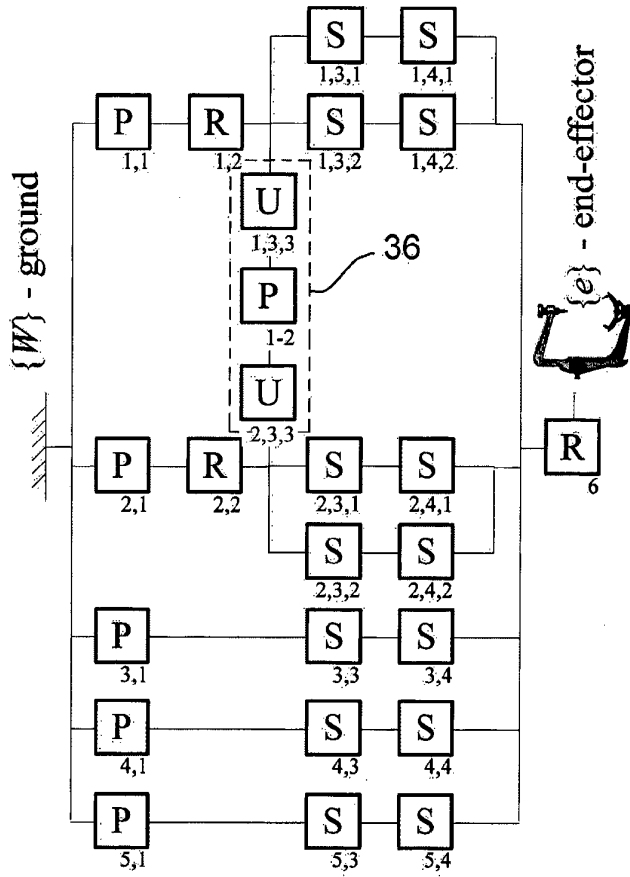 S S
1,3,1 1,4,1
P R S S
1,1 1,2 1,3,2 1,4,2
U
1,3,3
36
P
1-2
U
2,3,3
{W} - ground
{e} - end-effector
P R S S
2,1 2,2 2,3,1 2,4,1
R
6
S S
2,3,2 2,4,2
P S S
3,1 3,3 3,4
P S S
4,1 4,3 4,4
P S S
5,1 5,3 5,4